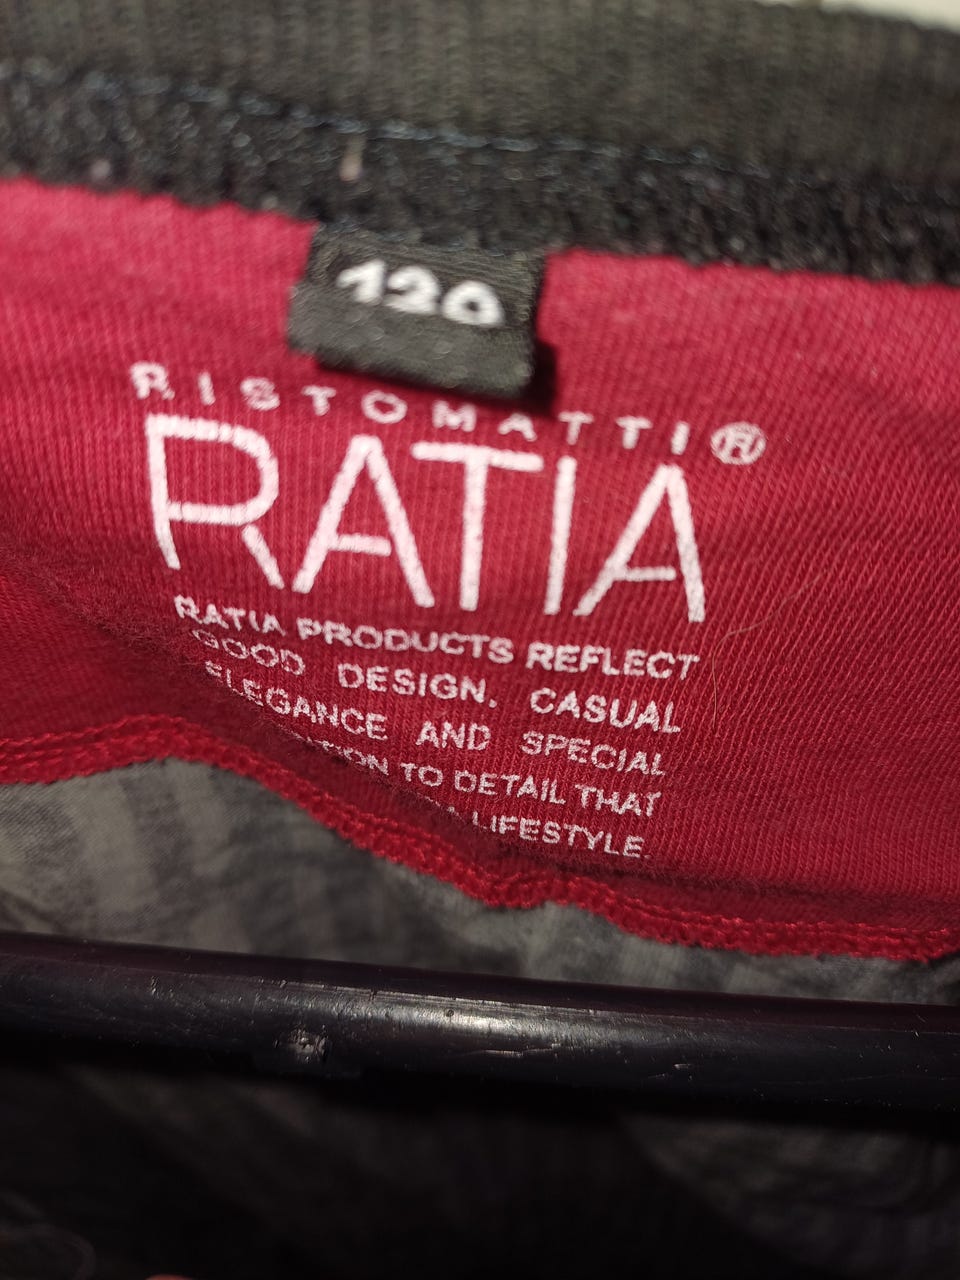 120
RISTOMATTI®
RATIA
RATIA PRODUCTS REFLECT
GOOD DESIGN, CASUAL
ELEGANCE AND SPECIAL
TO DETAIL THAT
LIFESTYLE.